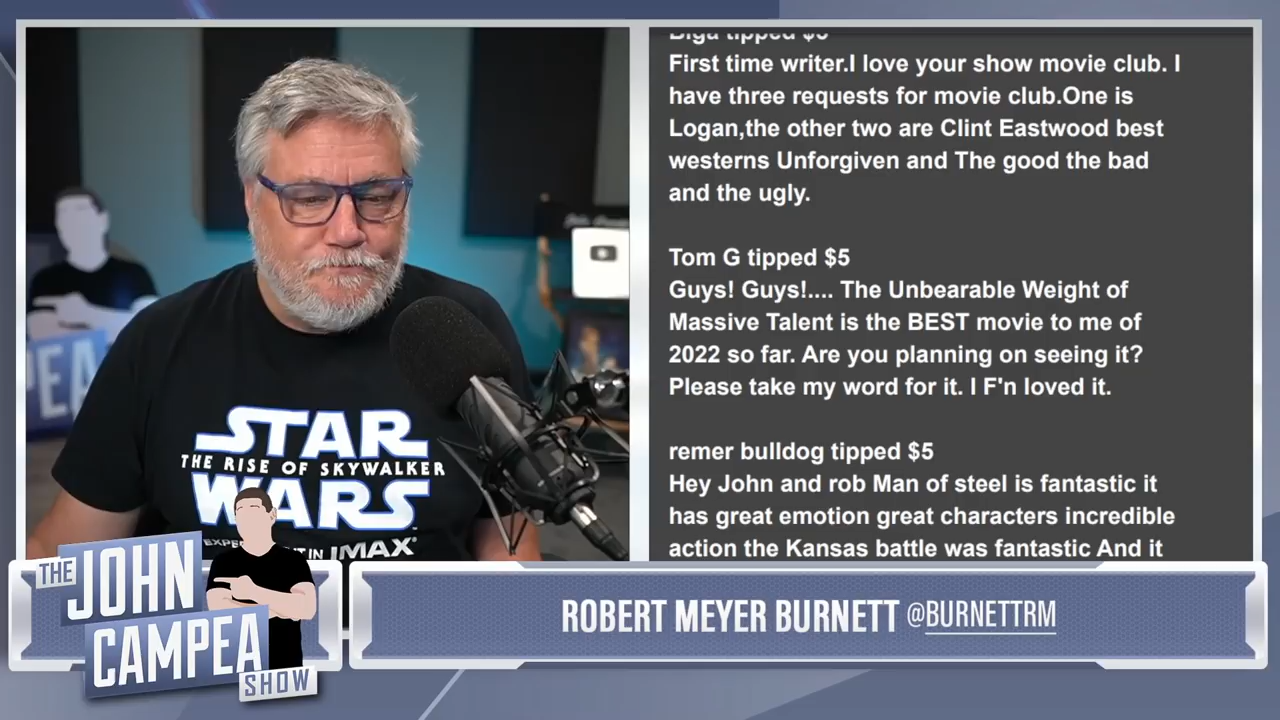 Biga tipped $5
First time writer.I love your show movie club. I
have three requests for movie club.One is
Logan,the other two are Clint Eastwood best
westerns Unforgiven and The good the bad
and the ugly.
Tom G tipped $5
Guys! Guys!.... The Unbearable Weight of
Massive Talent is the BEST movie to me of
2022 so far. Are you planning on seeing it?
Please take my word for it. I F'n loved it.
remer bulldog tipped $5
Hey John and rob Man of steel is fantastic it
has great emotion great characters incredible
action the Kansas battle was fantastic And it
STAR
THE RISE OF SKYWALKER
WARS
IN IMAX
THE
JOHN
CAMPEA
SHOW
ROBERT MEYER BURNETT @BURNETTRM